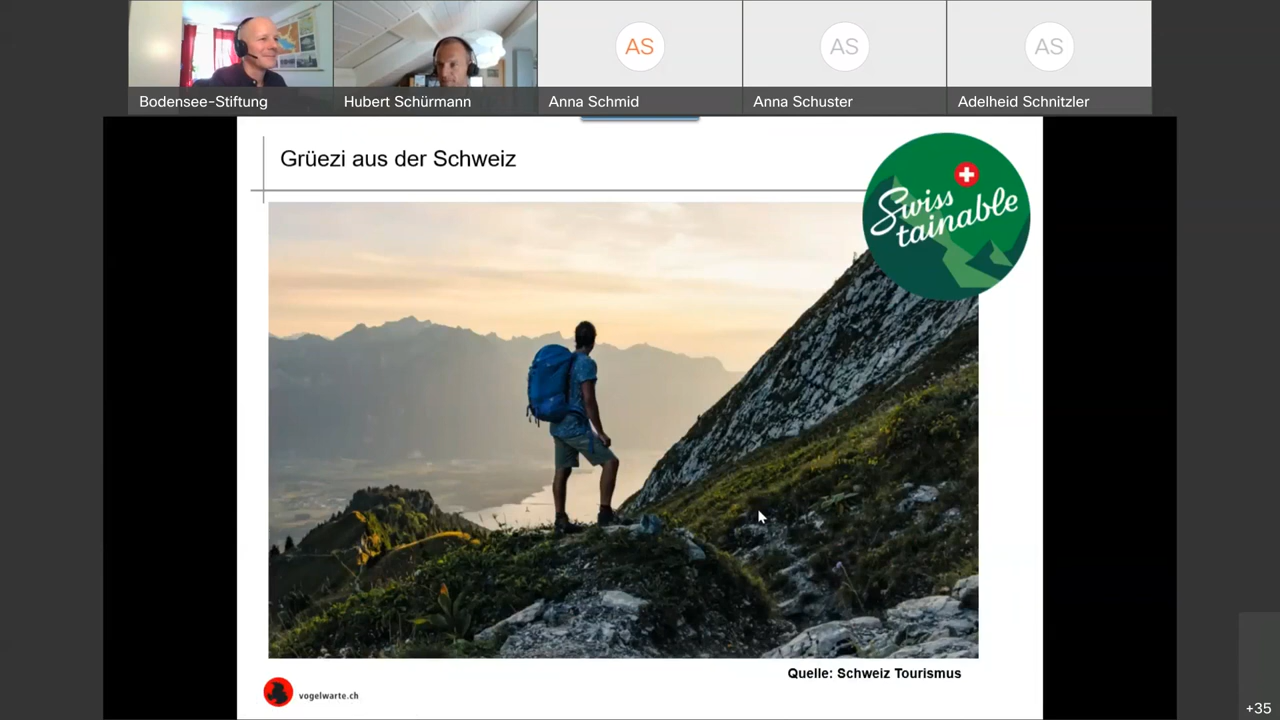 Bodensee-Stiftung
Hubert Schürmann
AS
Anna Schmid
AS
Anna Schuster
AS
Adelheid Schnitzler
Grüezi aus der Schweiz
Swiss
tainable
Quelle: Schweiz Tourismus
vogelwarte.ch
+35